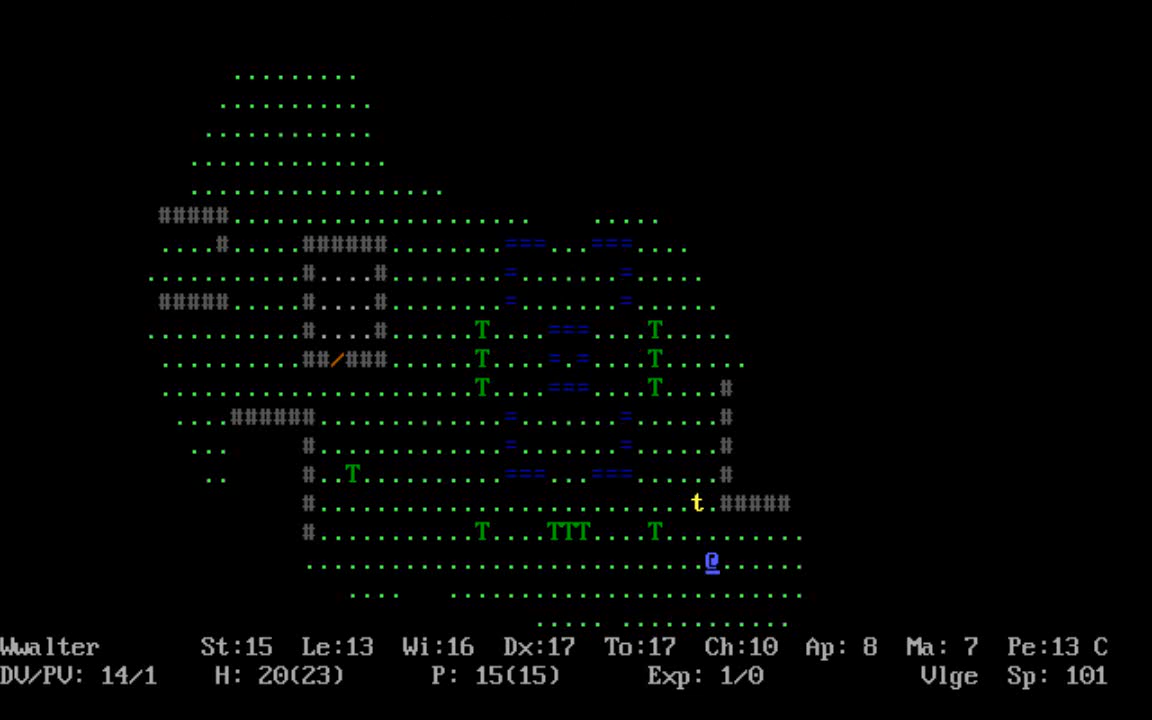 Wwalter St:15 Le:13 Wi:16 Dx:17 To:17 Ch:10 Ap: 8 Ma: 7 Pe:13 C
DV/PV: 14/1 H: 20(23) P: 15(15) Exp: 1/0 Vlge Sp: 101